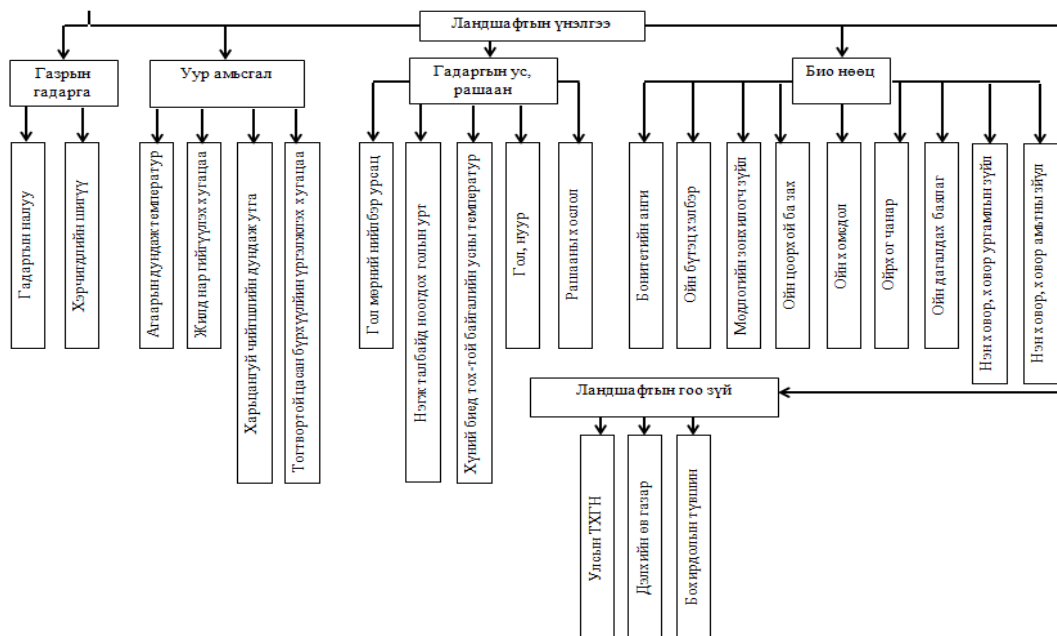 Ландшафтын үнэлгээ
Газрын
гадарга
Уур амьсгал
Гадаргын ус,
рашаан
Био нөөц
Гадаргын налуу
Хэрчигдлийн шигүү
Агаарын дундаж температур
Жилд нар гийгүүлэх хугацаа
Харьцангуй чийгшлийн дундаж утга
Тогтвортой цасан бүрхүүлийн үргэлжлэх хугацаа
Гол мөрний нийлбэр урсац
Нэгж талбайд ноогдох голын урт
Хүний биед тох-той байгалийн усны температур
Гол, нуур
Рашааны хослол
Бонитетийн анги
Ойн бүтэц хэлбэр
Модлогийн зонхилогч зүйл
Ойн цоорхой ба зах
Ойн хомсдол
Ойрхог чанар
Ойн дагалдах баялаг
Нэн ховор, ховор ургамлын зүйл
Нэн ховор, ховор амьтны зйүл
Ландшафтын гоо зүй
Улсын ТХГН
Дэлхийн өв газар
Бохирдолын түвшин